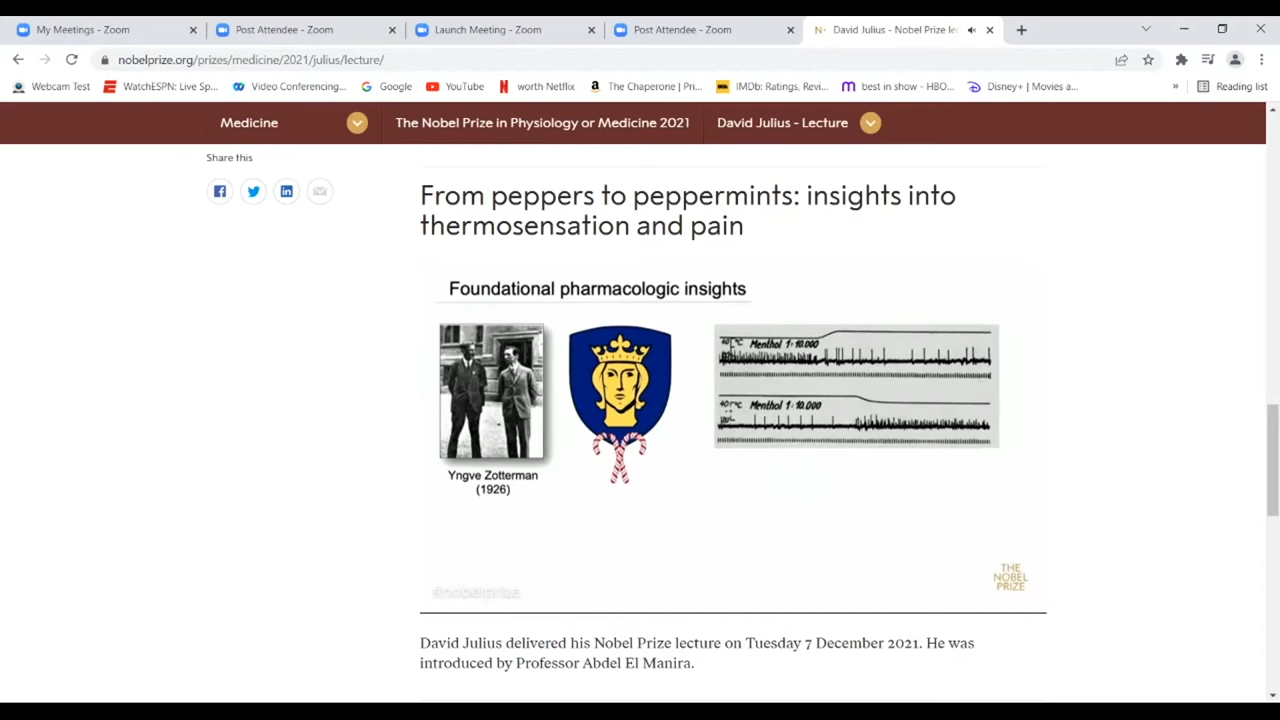 My Meetings - Zoom
Post Attendee - Zoom
Launch Meeting - Zoom
Post Attendee - Zoom
David Julius - Nobel Prize le
nobelprize.org/prizes/medicine/2021/julius/lecture/
Webcam Test
WatchESPN: Live Sp...
Video Conferencing...
Google
YouTube
worth Netflix
The Chaperone | Pri...
IMDb: Ratings, Revi...
best in show - HBO...
Disney+ | Movies a...
»
Reading list
Medicine
The Nobel Prize in Physiology or Medicine 2021
David Julius - Lecture
Share this
From peppers to peppermints: insights into
thermosensation and pain
Foundational pharmacologic insights
Menthol 1:10.000
Menthol 1:10.000
Yngve Zotterman
(1926)
THE
NOBEL
PRIZE
#nobelprize
David Julius delivered his Nobel Prize lecture on Tuesday 7 December 2021. He was
introduced by Professor Abdel El Manira.